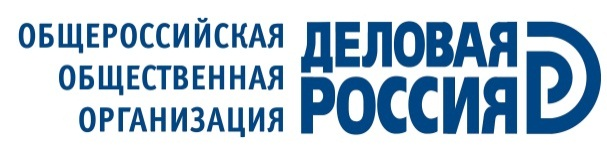 ОБЩЕРОССИЙСКАЯ
ОБЩЕСТВЕННАЯ
ОРГАНИЗАЦИЯ
ДЕЛОВАЯ
РОССИЯ